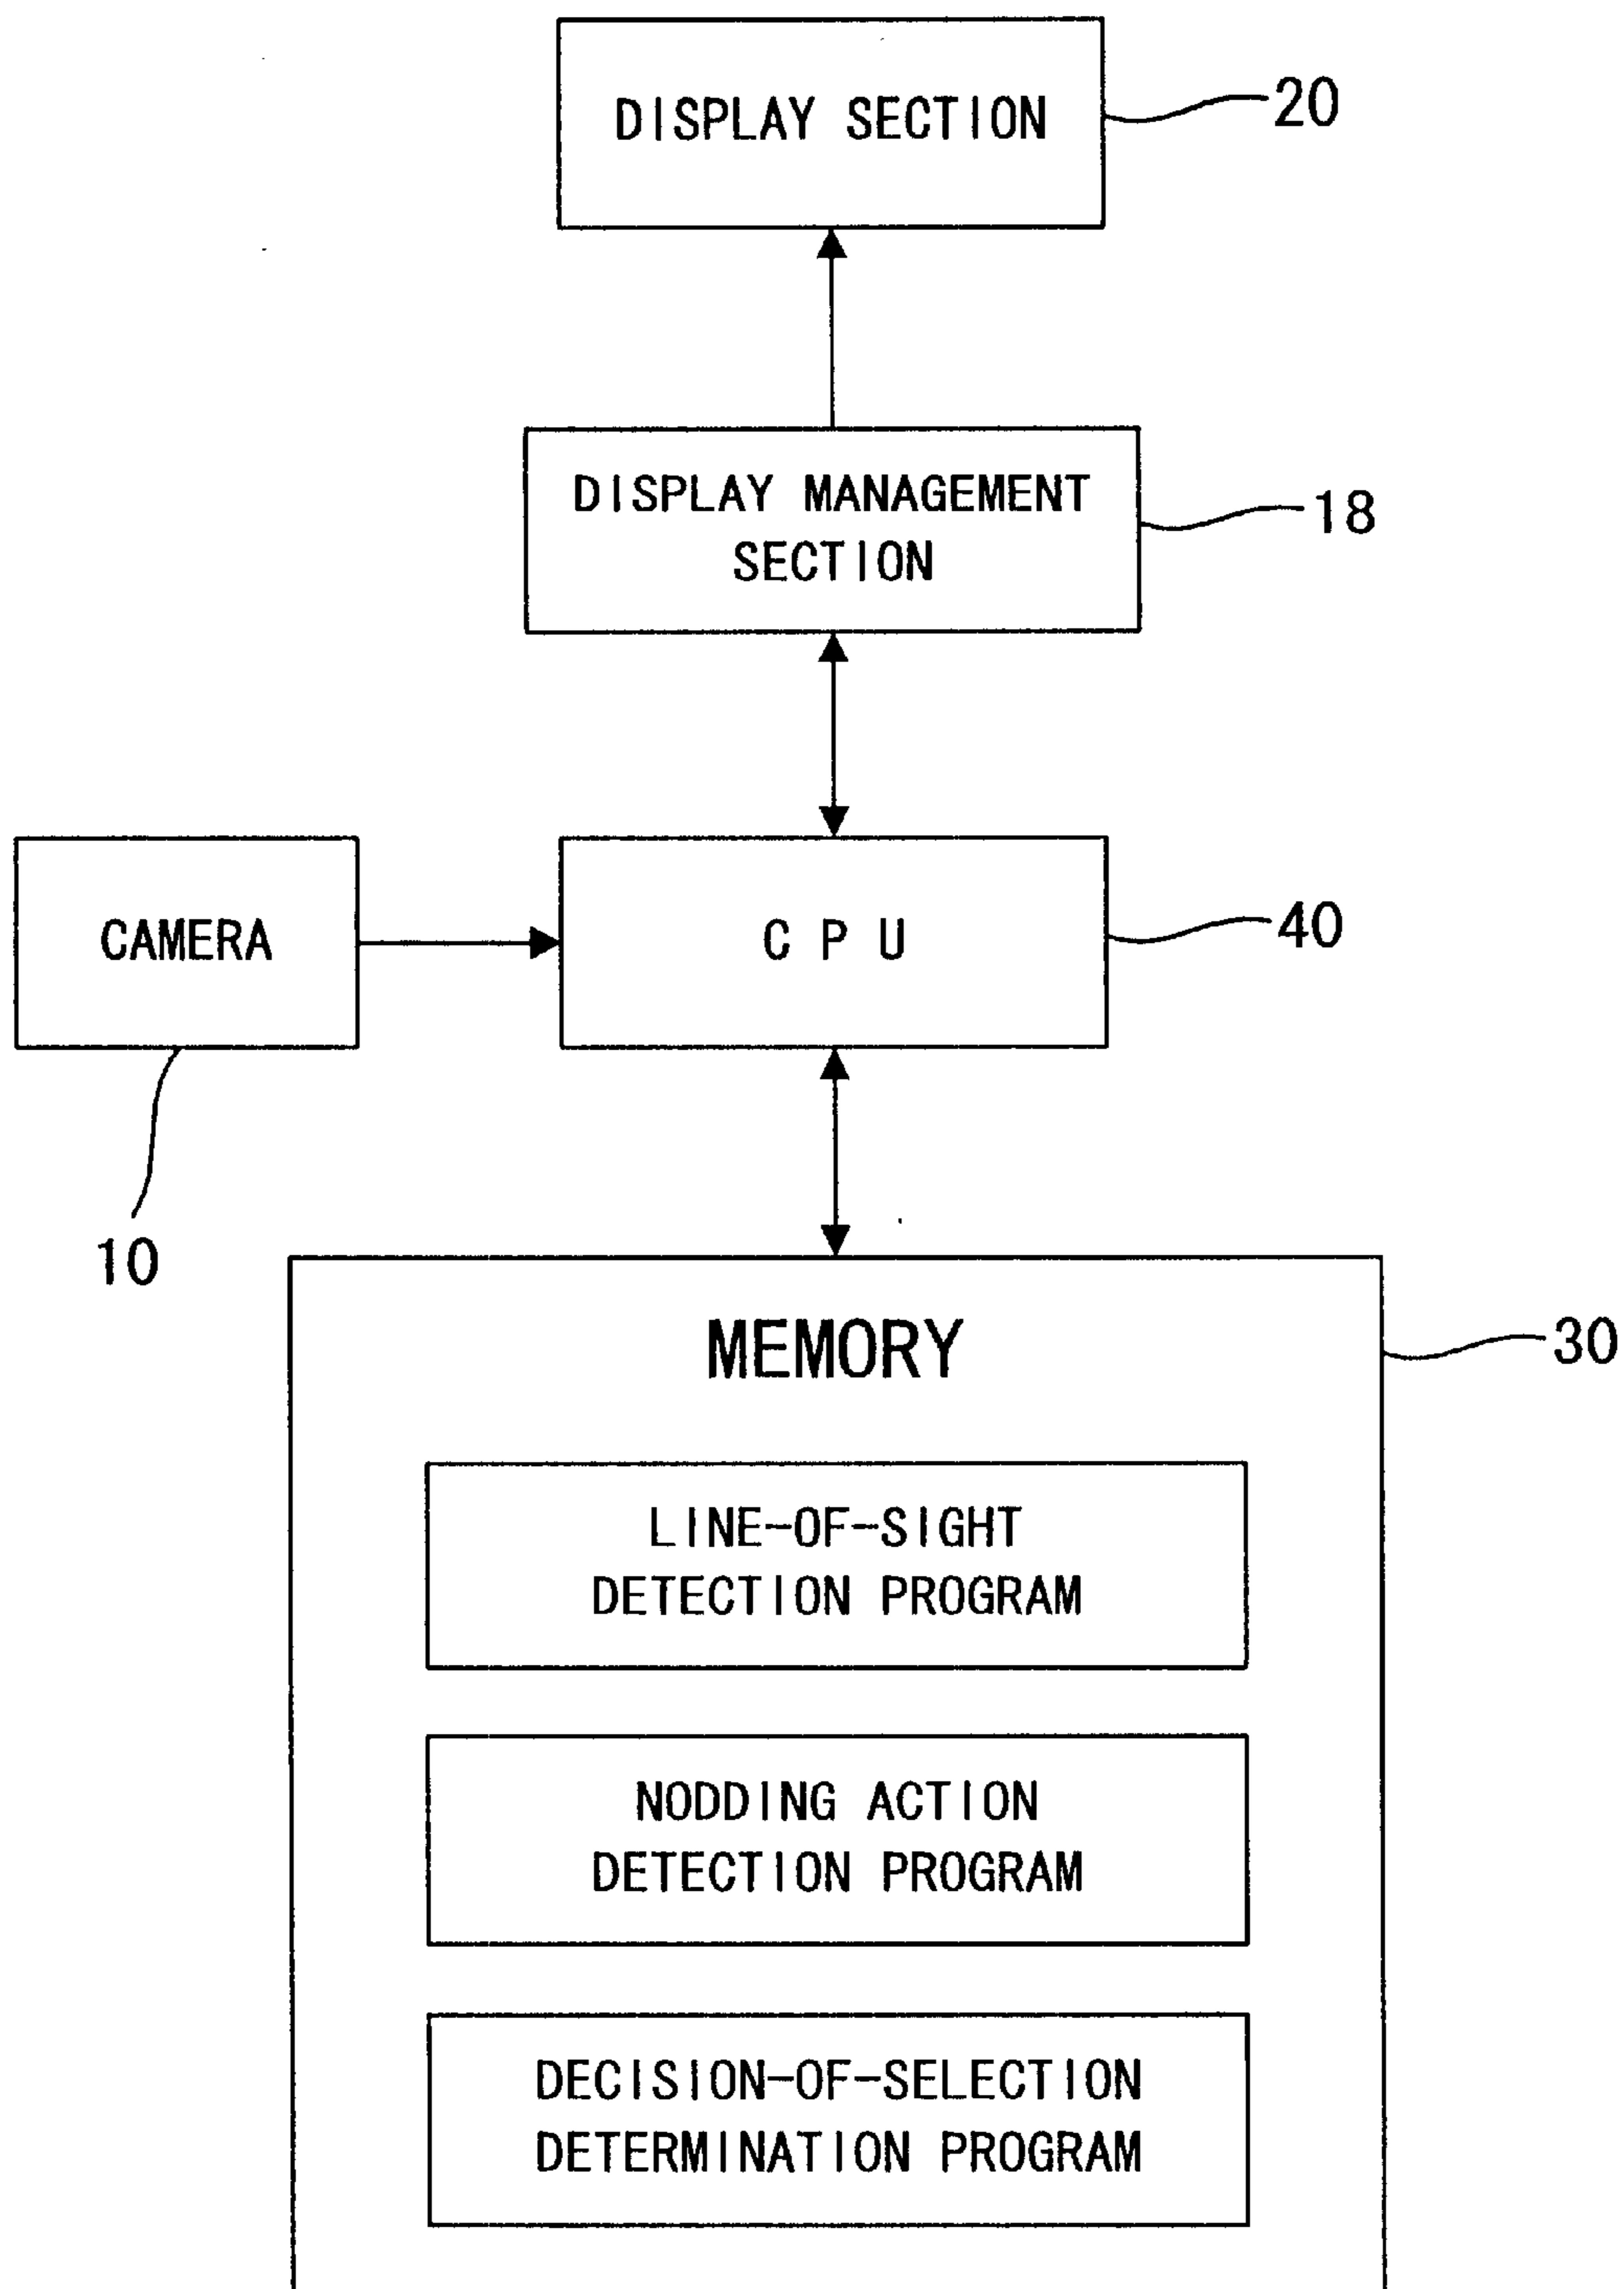 DISPLAY SECTION
20
DISPLAY MANAGEMENT
SECTION
18
CAMERA
CPU
40
10
MEMORY
30
LINE-OF-SIGHT
DETECTION PROGRAM
NODDING ACTION
DETECTION PROGRAM
DECISION-OF-SELECTION
DETERMINATION PROGRAM